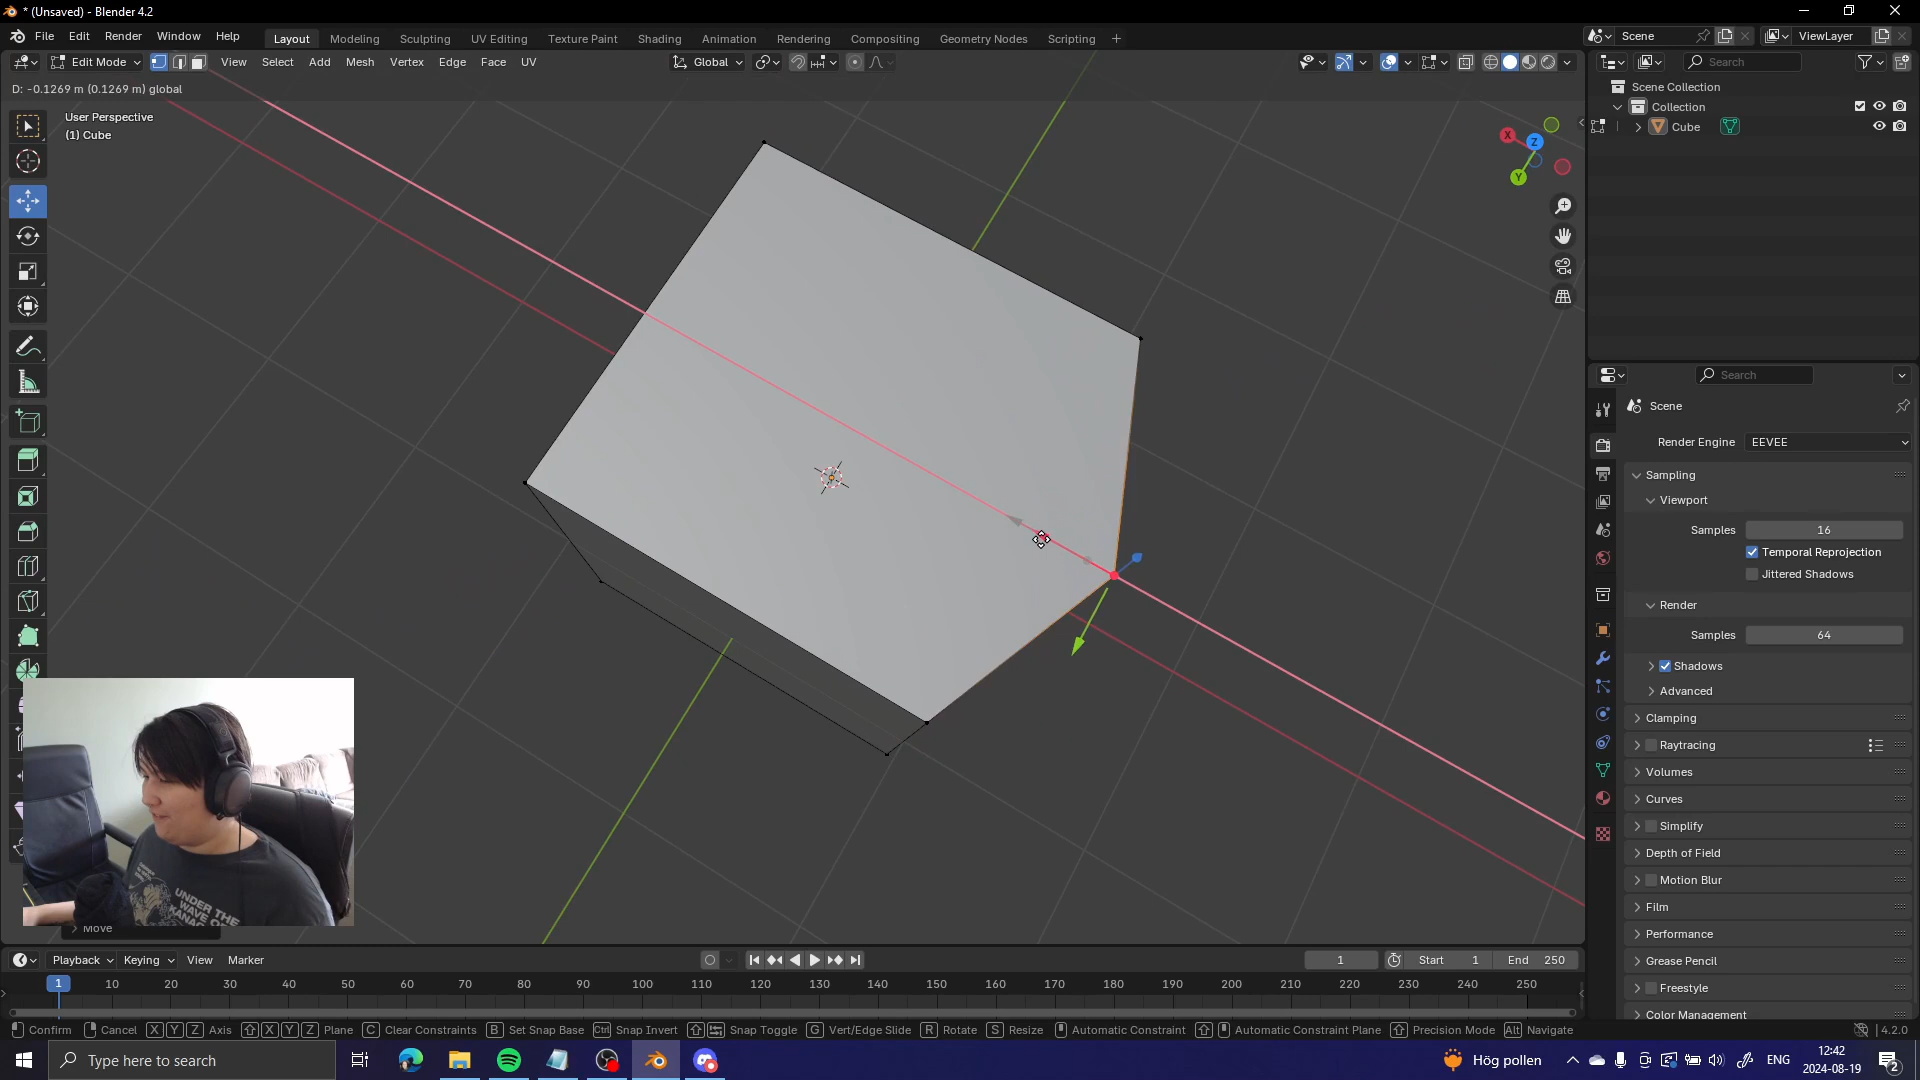 * (Unsaved) - Blender 4.2
File Edit Render Window Help
Layout Modeling Sculpting UV Editing Texture Paint Shading Animation Rendering Compositing Geometry Nodes Scripting +
Scene
ViewLayer
Edit Mode
View Select Add Mesh Vertex Edge Face UV
Global
Search
D: -0.1269 m (0.1269 m) global
User Perspective
(1) Cube
X
Z
Y
Scene Collection
Collection
Cube
Search
Scene
Render Engine EEVEE
Sampling
Viewport
Samples 16
Temporal Reprojection
Jittered Shadows
Render
Samples 64
Shadows
Advanced
Clamping
Raytracing
Volumes
Curves
Simplify
Depth of Field
Motion Blur
Film
Performance
Grease Pencil
Freestyle
Color Management
UNDER THE
WAVE OF
KANAG
Move
Playback Keying View Marker
1
Start 1
End 250
1 10 20 30 40 50 60 70 80 90 100 110 120 130 140 150 160 170 180 190 200 210 220 230 240 250
Confirm Cancel X Y Z Axis X Y Z Plane C Clear Constraints B Set Snap Base Ctrl Snap Invert Snap Toggle G Vert/Edge Slide R Rotate S Resize Automatic Constraint Automatic Constraint Plane Precision Mode Alt Navigate 4.2.0
Type here to search
Hög pollen
ENG
12:42
2024-08-19
2